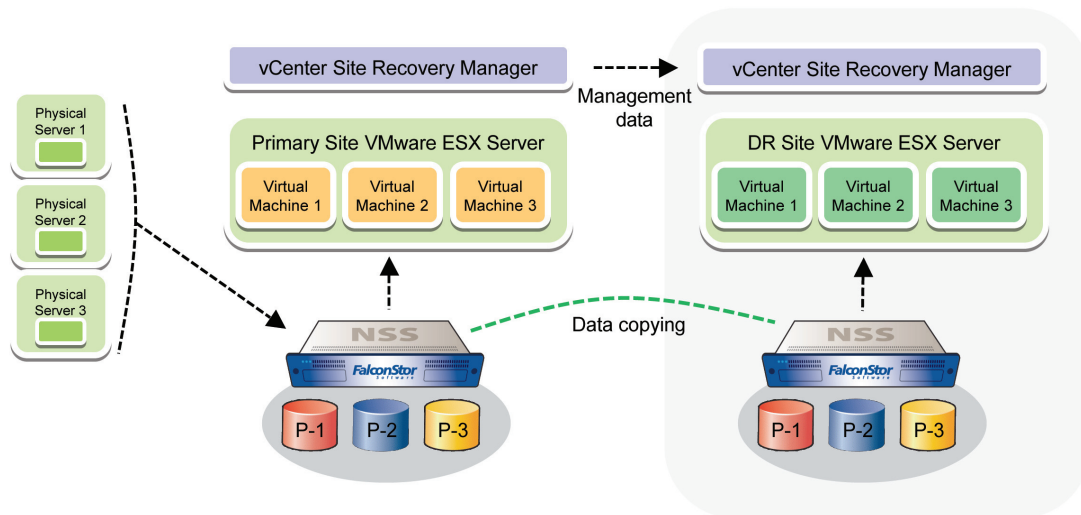 vCenter Site Recovery Manager
Management
data
vCenter Site Recovery Manager
Physical
Server 1
Physical
Server 2
Physical
Server 3
Primary Site VMware ESX Server
Virtual
Machine 1
Virtual
Machine 2
Virtual
Machine 3
DR Site VMware ESX Server
Virtual
Machine 1
Virtual
Machine 2
Virtual
Machine 3
Data copying
NSS
FalconStor
Software
P-1
P-2
P-3
NSS
FalconStor
Software
P-1
P-2
P-3